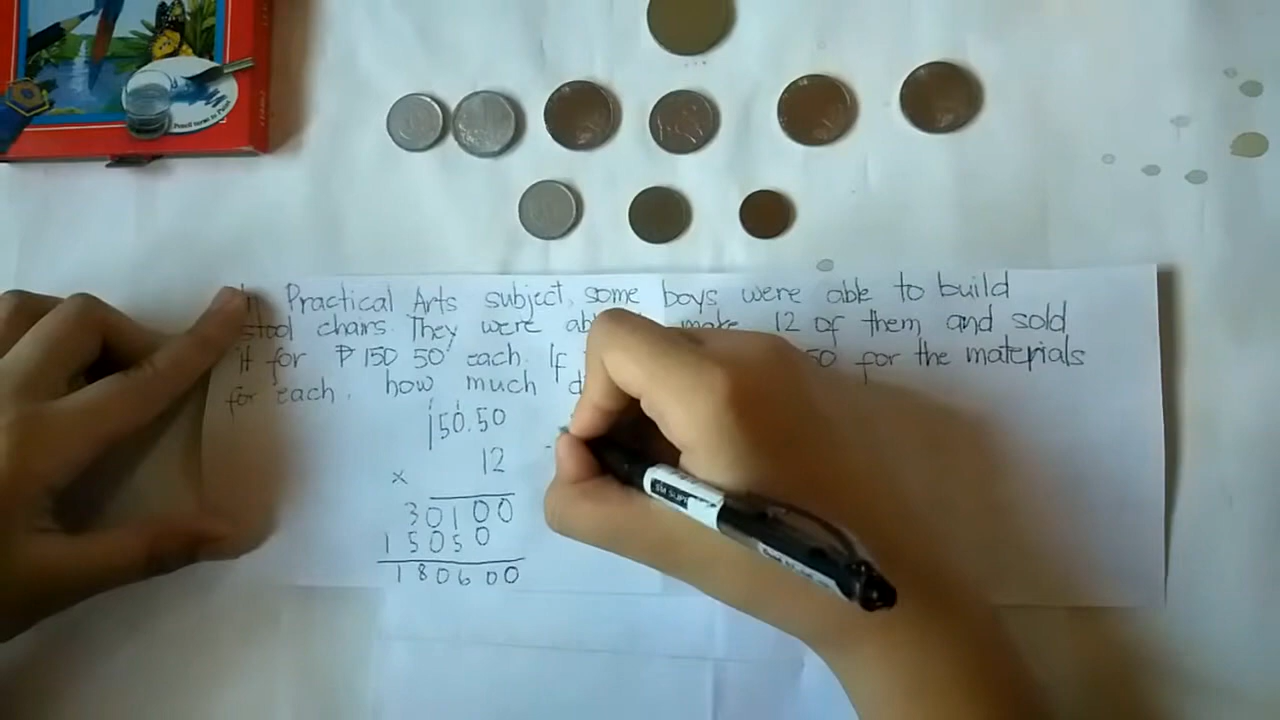 In Practical Arts subject, some boys were able to build
stool chairs. They were make 12 of them and sold
it for ₱150 50 each. If 50 for the materials
for each, how much
150.50
x 12
30100
15050
180600